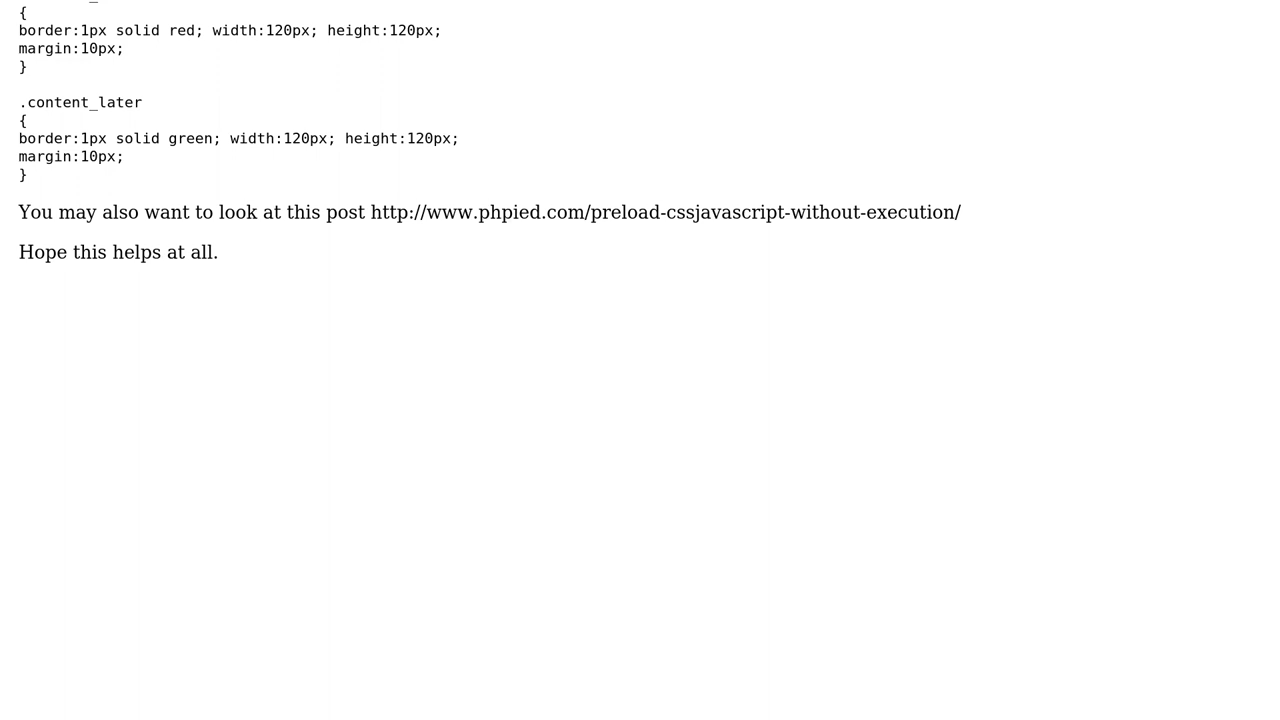 {
border:1px solid red; width:120px; height:120px;
margin:10px;
}
.content_later
{
border:1px solid green; width:120px; height:120px;
margin:10px;
}
You may also want to look at this post http://www.phpied.com/preload-cssjavascript-without-execution/
Hope this helps at all.